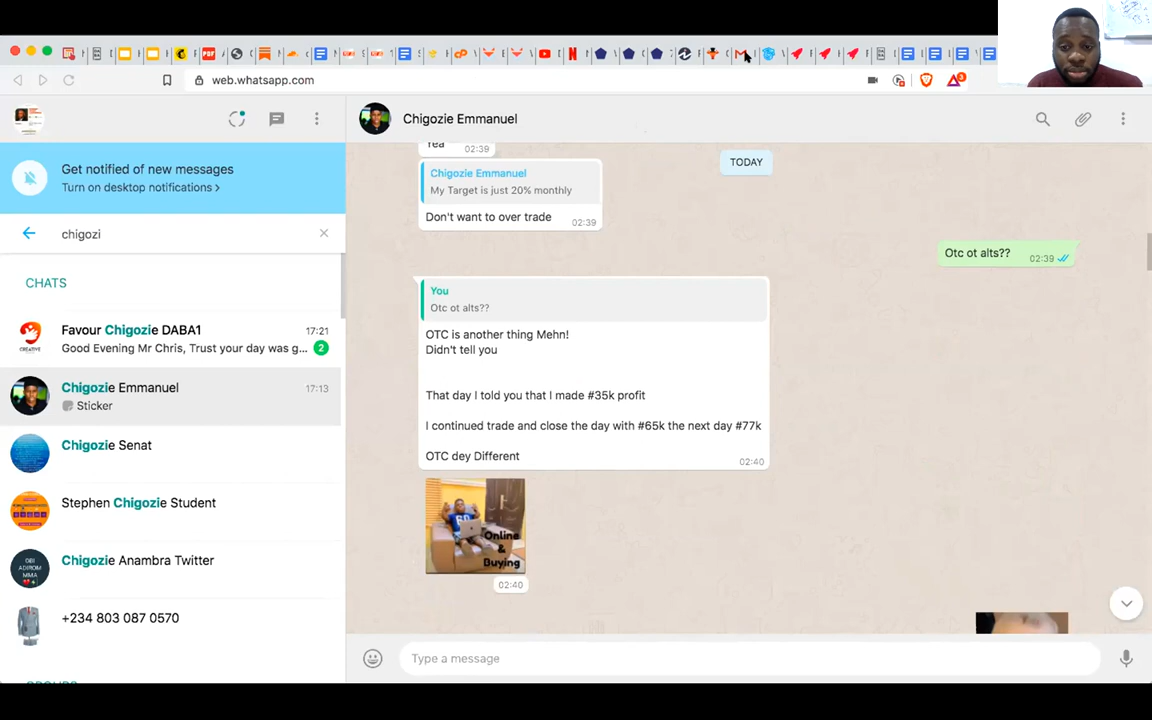 web.whatsapp.com
3
Get notified of new messages
Turn on desktop notifications >
chigozi
CHATS
Favour Chigozie DABA1
17:21
Good Evening Mr Chris, Trust your day was g...
2
Chigozie Emmanuel
17:13
Sticker
Chigozie Senat
Stephen Chigozie Student
Chigozie Anambra Twitter
+234 803 087 0570
Chigozie Emmanuel
Yea
02:39
TODAY
Chigozie Emmanuel
My Target is just 20% monthly
Don't want to over trade
02:39
Otc ot alts??
02:39
You
Otc ot alts??
OTC is another thing Mehn!
Didn't tell you
That day I told you that I made #35k profit
I continued trade and close the day with #65k the next day #77k
OTC dey Different
02:40
Online
&
Buying
02:40
Type a message